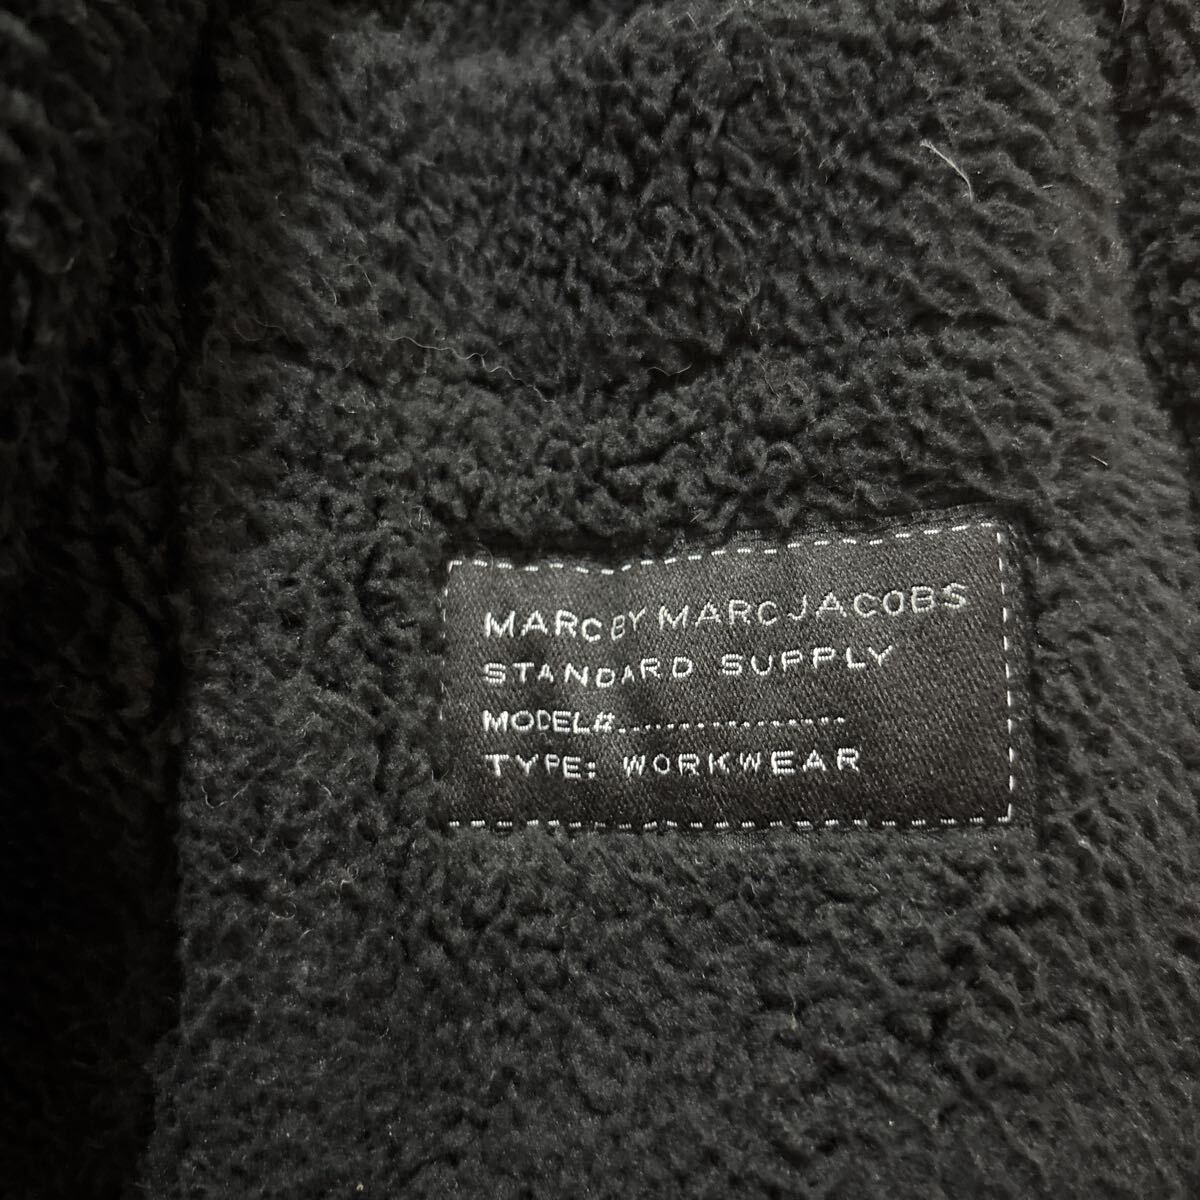 MARC BY MARC JACOBS
STANDARD SUPPLY
MODEL#................
TYPE: WORKWEAR